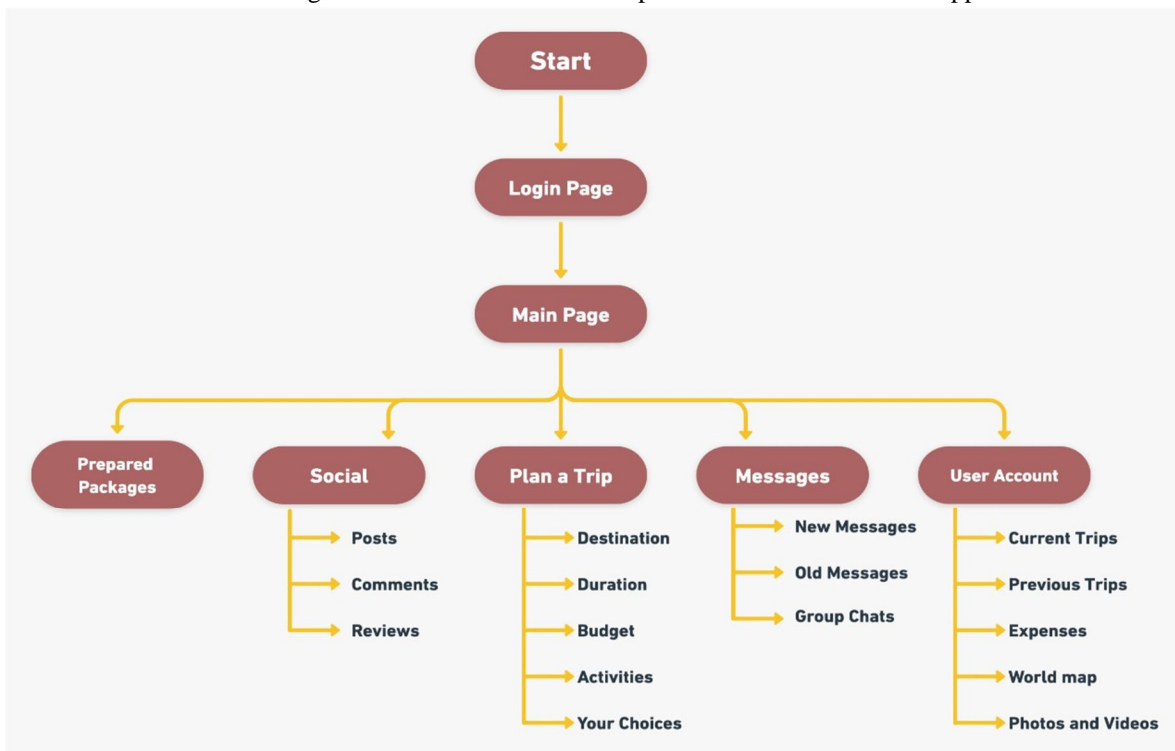 Start
Login Page
Main Page
Prepared
Packages
Social
Plan a Trip
Messages
User Account
Posts
Comments
Reviews
Destination
Duration
Budget
Activities
Your Choices
New Messages
Old Messages
Group Chats
Current Trips
Previous Trips
Expenses
World map
Photos and Videos